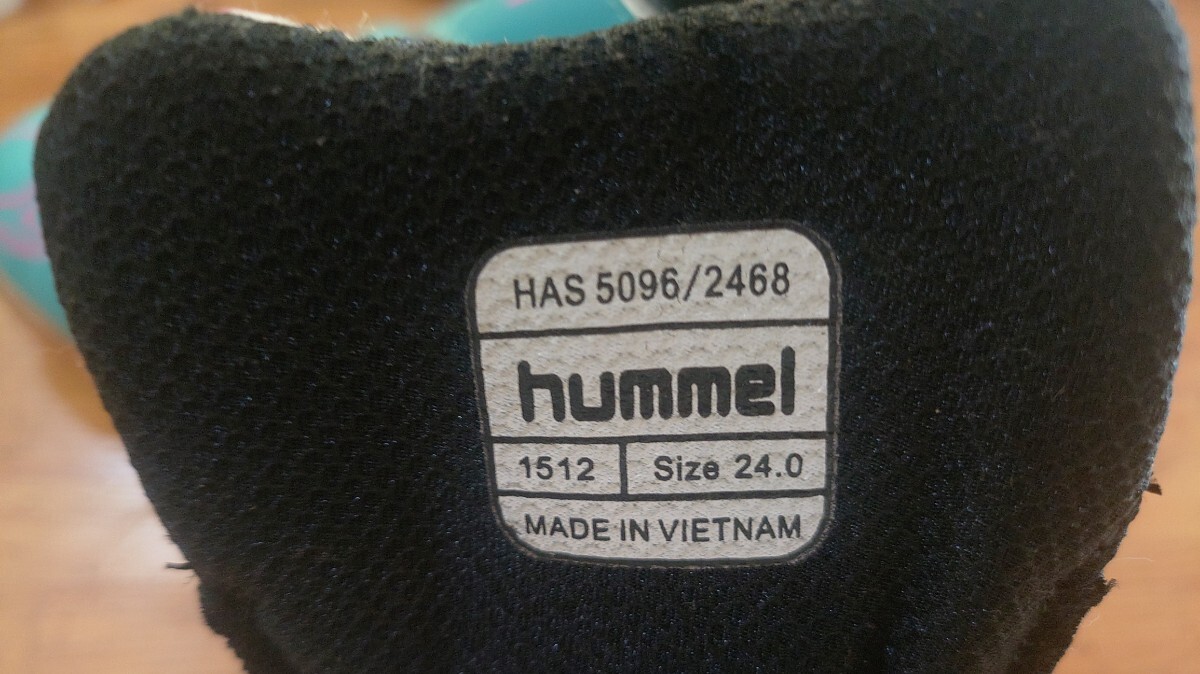 HAS 5096/2468
hummel
1512 Size 24.0
MADE IN VIETNAM